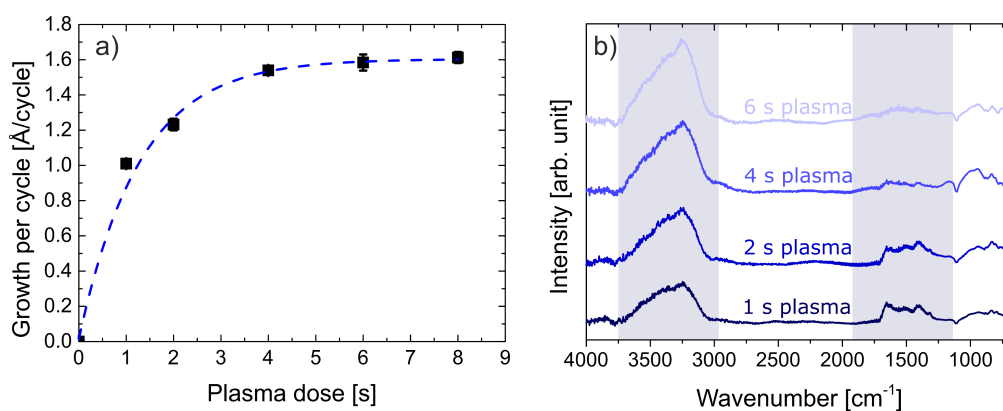 a)
Growth per cycle [Å/cycle]
1.8
1.6
1.4
1.2
1.0
0.8
0.6
0.4
0.2
0.0
0 1 2 3 4 5 6 7 8 9
Plasma dose [s]
b)
Intensity [arb. unit]
6 s plasma
4 s plasma
2 s plasma
1 s plasma
4000 3500 3000 2500 2000 1500 1000
Wavenumber [cm⁻¹]